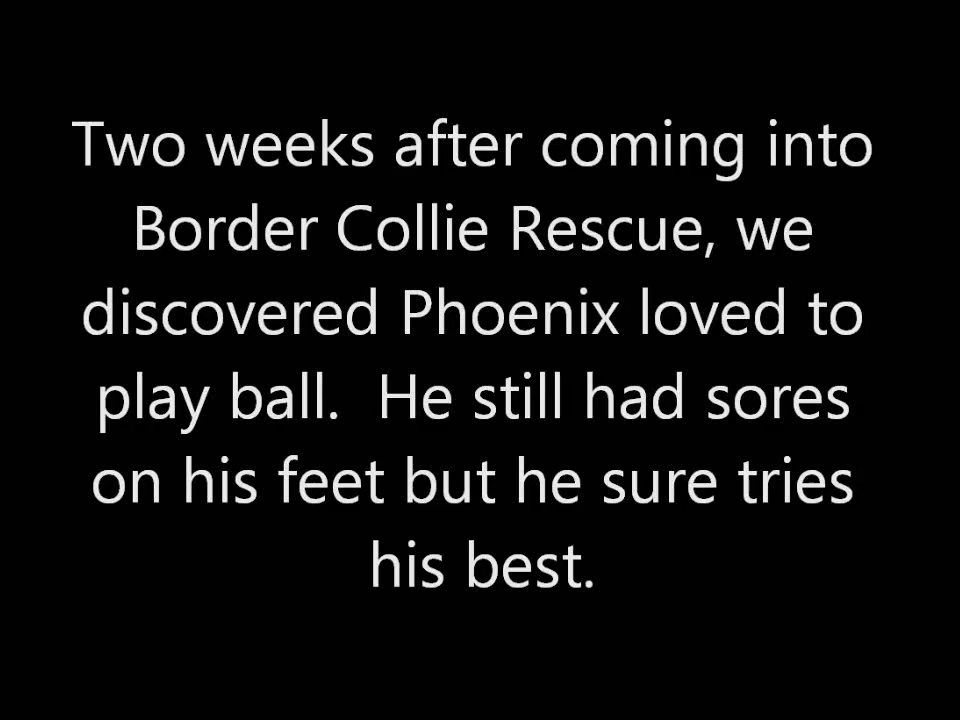 Two weeks after coming into
Border Collie Rescue, we
discovered Phoenix loved to
play ball.  He still had sores
on his feet but he sure tries
his best.